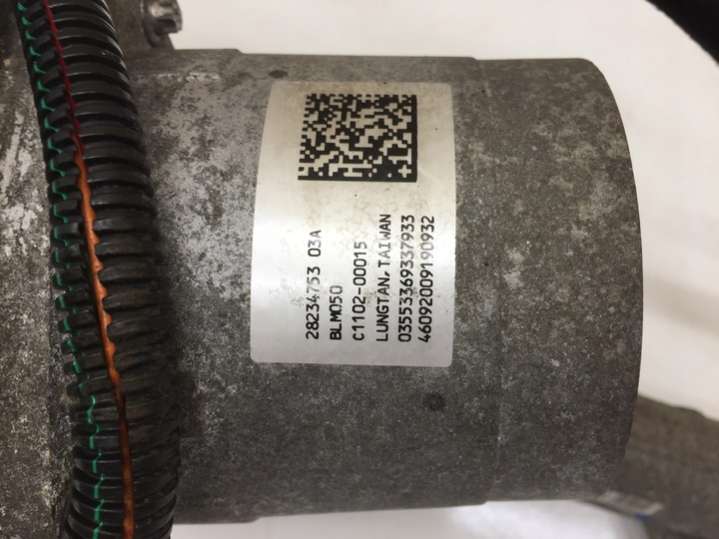 28234753 03A
BLM050
C1102-00015
LUNGTAN,TAIWAN
03553369337933
46092009190932